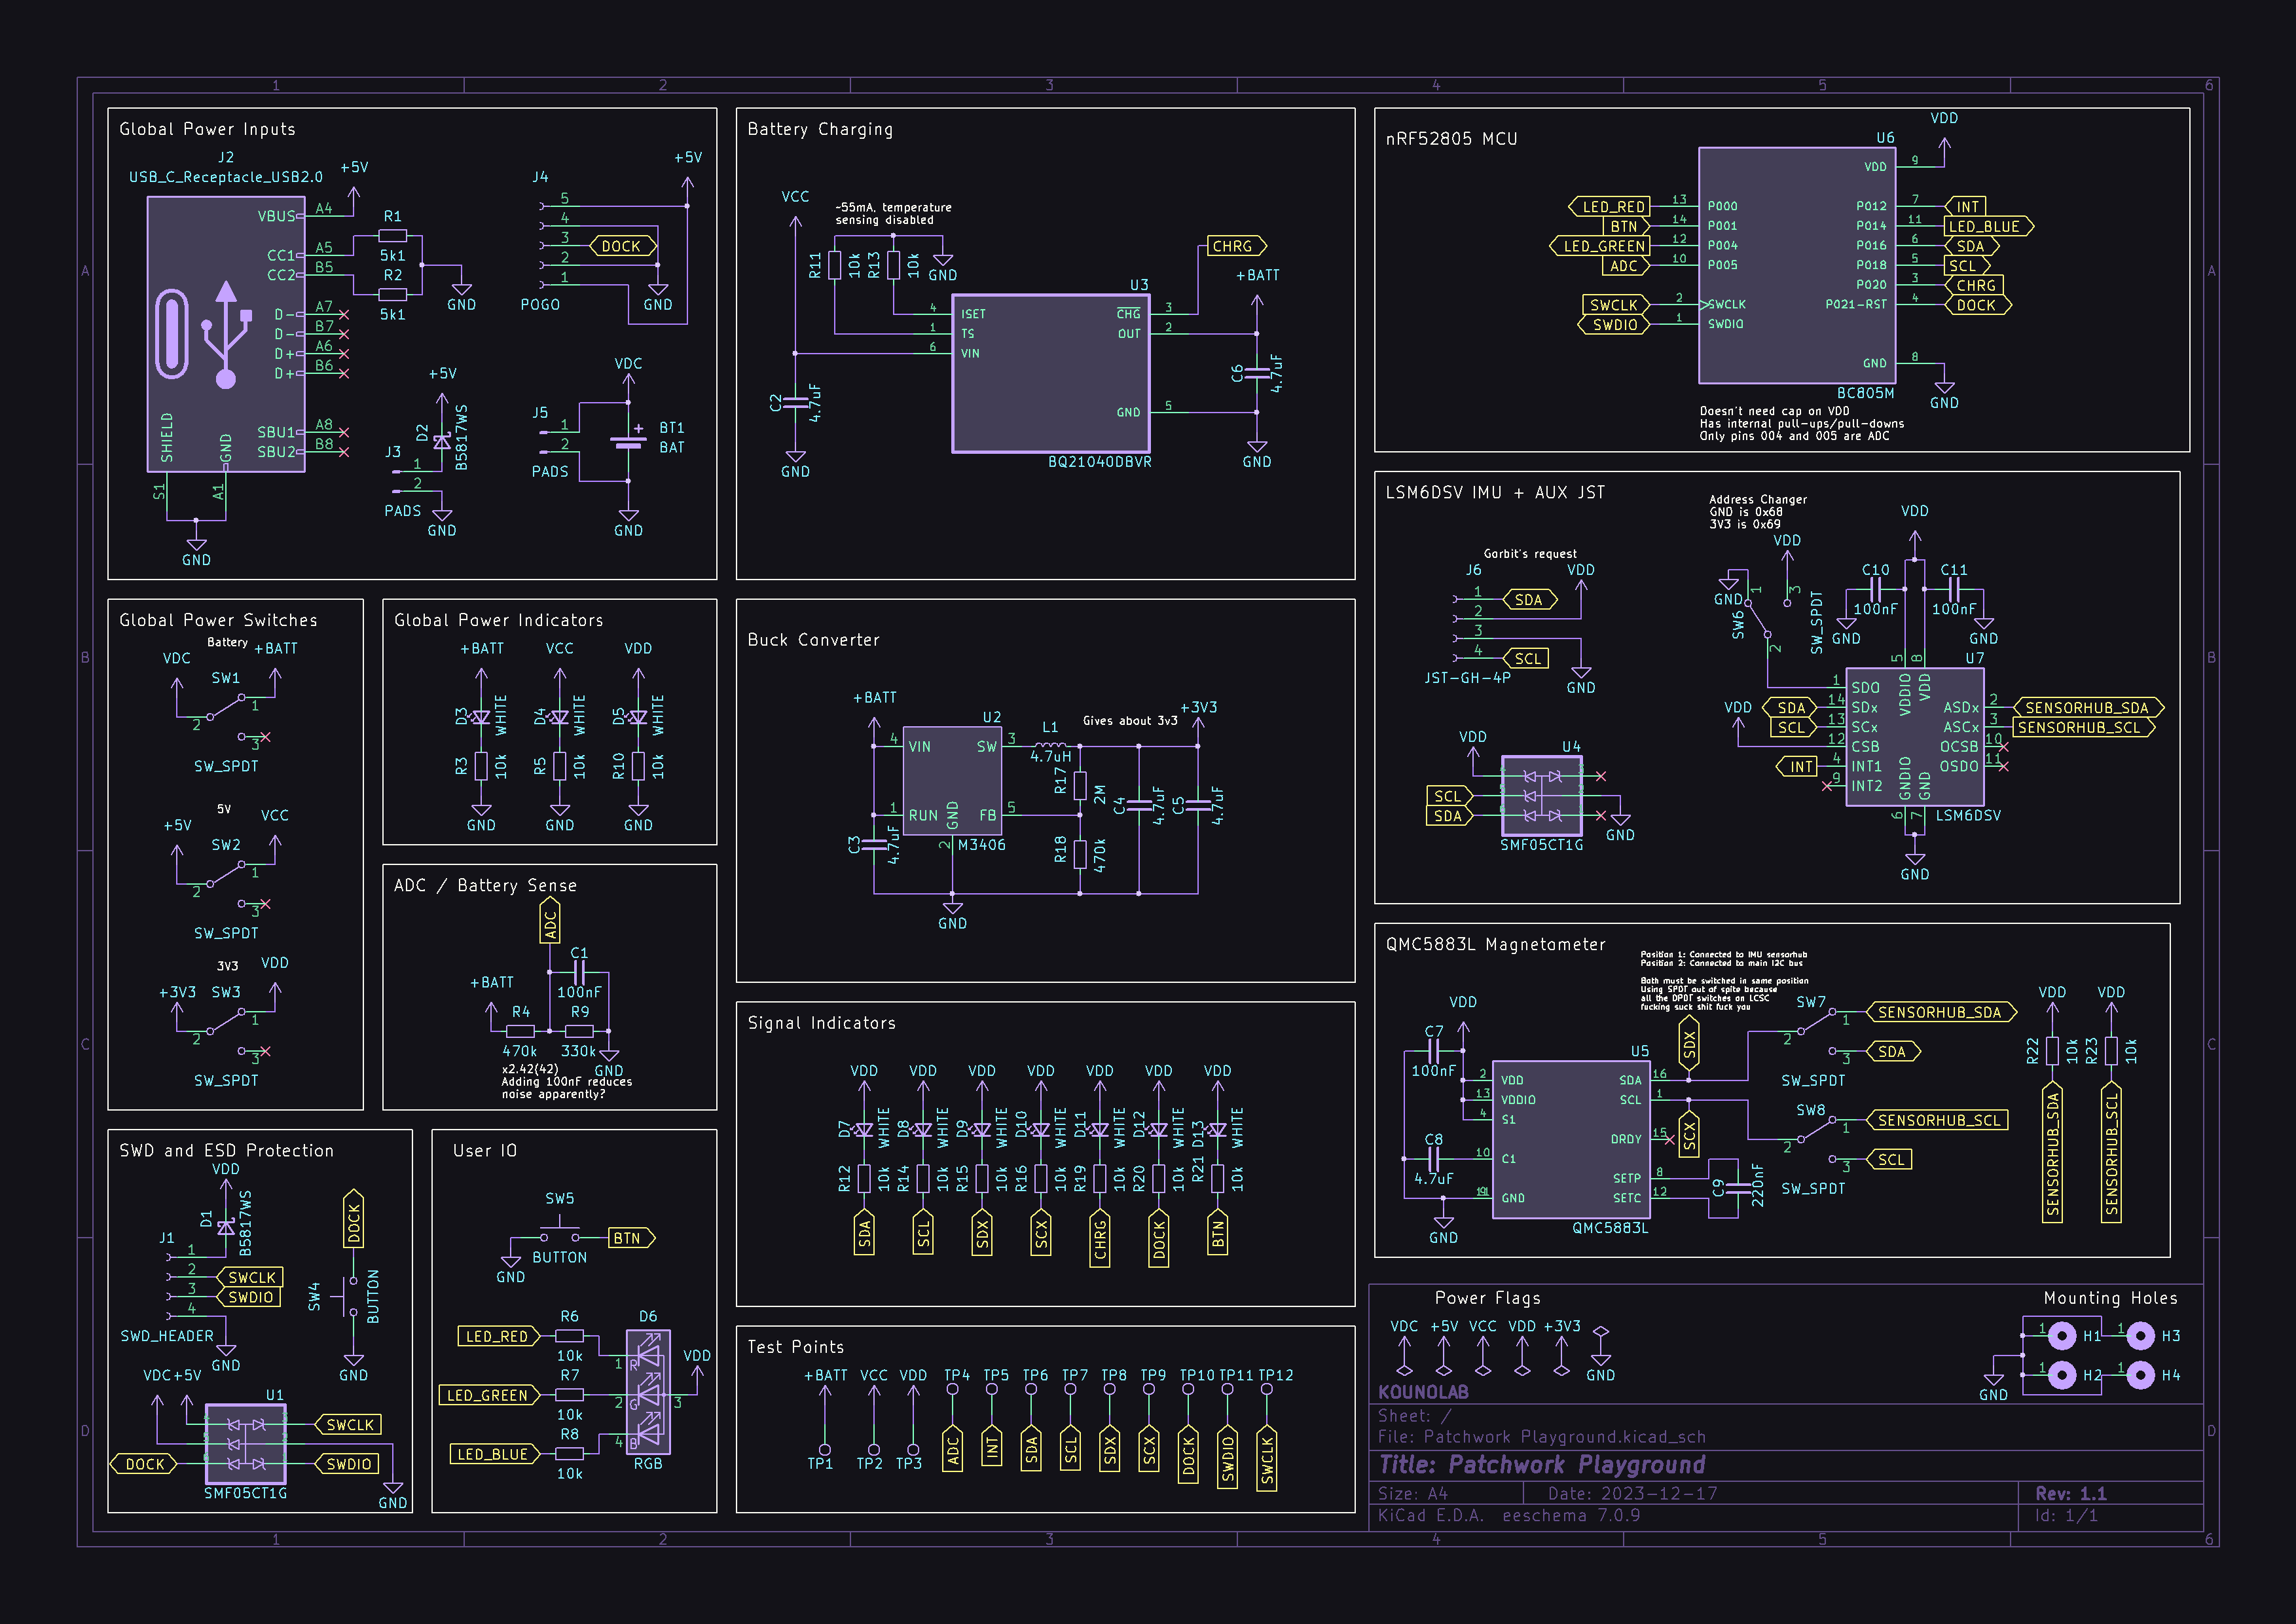 Global Power Inputs
J2
USB_C_Receptacle_USB2.0
+5V
VBUS A4
CC1 A5
CC2 B5
D- A7
D- B7
D+ A6
D+ B6
SBU1 A8
SBU2 B8
SHIELD
GND
S1
A1
GND
R1
5k1
R2
5k1
GND
J4
+5V
5
4
3 DOCK
2
1
POGO
GND
+5V
D2
B5817WS
J3
1
2
PADS
GND
VDC
J5
1
2
PADS
BT1
BAT
GND
Battery Charging
VCC
~55mA, temperature
sensing disabled
R11
10k
R13
10k
GND
CHRG
+BATT
U3
4 ISET
1 TS
6 VIN
CHG 3
OUT 2
GND 5
BQ21040DBVR
C2
4.7uF
GND
C6
4.7uF
GND
nRF52805 MCU
VDD
U6
VDD 9
LED_RED 13 P000
BTN 14 P001
LED_GREEN 12 P004
ADC 10 P005
SWCLK 2 SWCLK
SWDIO 1 SWDIO
P012 7 INT
P014 11 LED_BLUE
P016 6 SDA
P018 5 SCL
P020 3 CHRG
P021-RST 4 DOCK
GND 8
BC805M
GND
Doesn't need cap on VDD
Has internal pull-ups/pull-downs
Only pins 004 and 005 are ADC
Global Power Switches
Battery
VDC
+BATT
SW1
1
2
3
SW_SPDT
5V
+5V
VCC
SW2
1
2
3
SW_SPDT
3V3
+3V3
VDD
SW3
1
2
3
SW_SPDT
Global Power Indicators
+BATT
VCC
VDD
D3
WHITE
D4
WHITE
D5
WHITE
R3
10k
R5
10k
R10
10k
GND
GND
GND
ADC / Battery Sense
ADC
C1
100nF
+BATT
R4
470k
R9
330k
GND
x2.42(42)
Adding 100nF reduces
noise apparently?
Buck Converter
+BATT
U2
4 VIN
1 RUN
GND
2
SW 3
FB 5
M3406
L1
4.7uH
Gives about 3v3
+3V3
R17
2M
R18
470k
C3
4.7uF
C4
4.7uF
C5
4.7uF
GND
LSM6DSV IMU + AUX JST
Address Changer
GND is 0x68
3V3 is 0x69
Garbit's request
J6
VDD
1 SDA
2
3
4 SCL
JST-GH-4P
GND
VDD
GND
1
3
2
SW6
SW_SPDT
VDD
C10
100nF
GND
C11
100nF
GND
U7
5
8
VDDIO
VDD
1 SDO
SDA 14 SDx
SCL 13 SCx
VDD
12 CSB
INT 4 INT1
9 INT2
ASDx 2 SENSORHUB_SDA
ASCx 3 SENSORHUB_SCL
OCSB 10
OSDO 11
GNDIO
GND
6
7
LSM6DSV
GND
VDD
U4
SCL
SDA
GND
SMF05CT1G
Signal Indicators
VDD
VDD
VDD
VDD
VDD
VDD
VDD
D7
WHITE
D8
WHITE
D9
WHITE
D10
WHITE
D11
WHITE
D12
WHITE
D13
WHITE
R12
10k
R14
10k
R15
10k
R16
10k
R19
10k
R20
10k
R21
10k
SDA
SCL
SDX
SCX
CHRG
DOCK
BTN
QMC5883L Magnetometer
Position 1: Connected to IMU sensorhub
Position 2: Connected to main I2C bus
Both must be switched in same position
Using SPDT out of spite because
all the DPDT switches on LCSC
fucking suck shit fuck you
VDD
C7
100nF
C8
4.7uF
GND
U5
2 VDD
13 VDDIO
4 S1
10 C1
GND
SDA 16
SCL 1
DRDY 15
SETP 8
SETC 12
QMC5883L
SDX
SCX
C9
220nF
SW7
1 SENSORHUB_SDA
2
3 SDA
SW_SPDT
SW8
1 SENSORHUB_SCL
2
3 SCL
SW_SPDT
VDD
VDD
R22
10k
R23
10k
SENSORHUB_SDA
SENSORHUB_SCL
SWD and ESD Protection
VDD
D1
B5817WS
J1
1
2 SWCLK
3 SWDIO
4
SWD_HEADER
GND
DOCK
SW4
BUTTON
GND
VDC
+5V
U1
SWCLK
DOCK
SWDIO
SMF05CT1G
GND
User IO
SW5
BTN
GND
BUTTON
LED_RED
R6
10k
LED_GREEN
R7
10k
LED_BLUE
R8
10k
D6
1 R
2 G
4 B
3
VDD
RGB
Test Points
+BATT
VCC
VDD
TP4
TP5
TP6
TP7
TP8
TP9
TP10
TP11
TP12
TP1
TP2
TP3
ADC
INT
SDA
SCL
SDX
SCX
DOCK
SWDIO
SWCLK
Power Flags
VDC
+5V
VCC
VDD
+3V3
GND
Mounting Holes
1 H1
1 H3
1 H2
1 H4
GND
KOUNOLAB
Sheet: /
File: Patchwork Playground.kicad_sch
Title: Patchwork Playground
Size: A4
Date: 2023-12-17
Rev: 1.1
KiCad E.D.A. eeschema 7.0.9
Id: 1/1
1
2
3
4
5
6
A
B
C
D
1
2
3
4
5
6
A
B
C
D